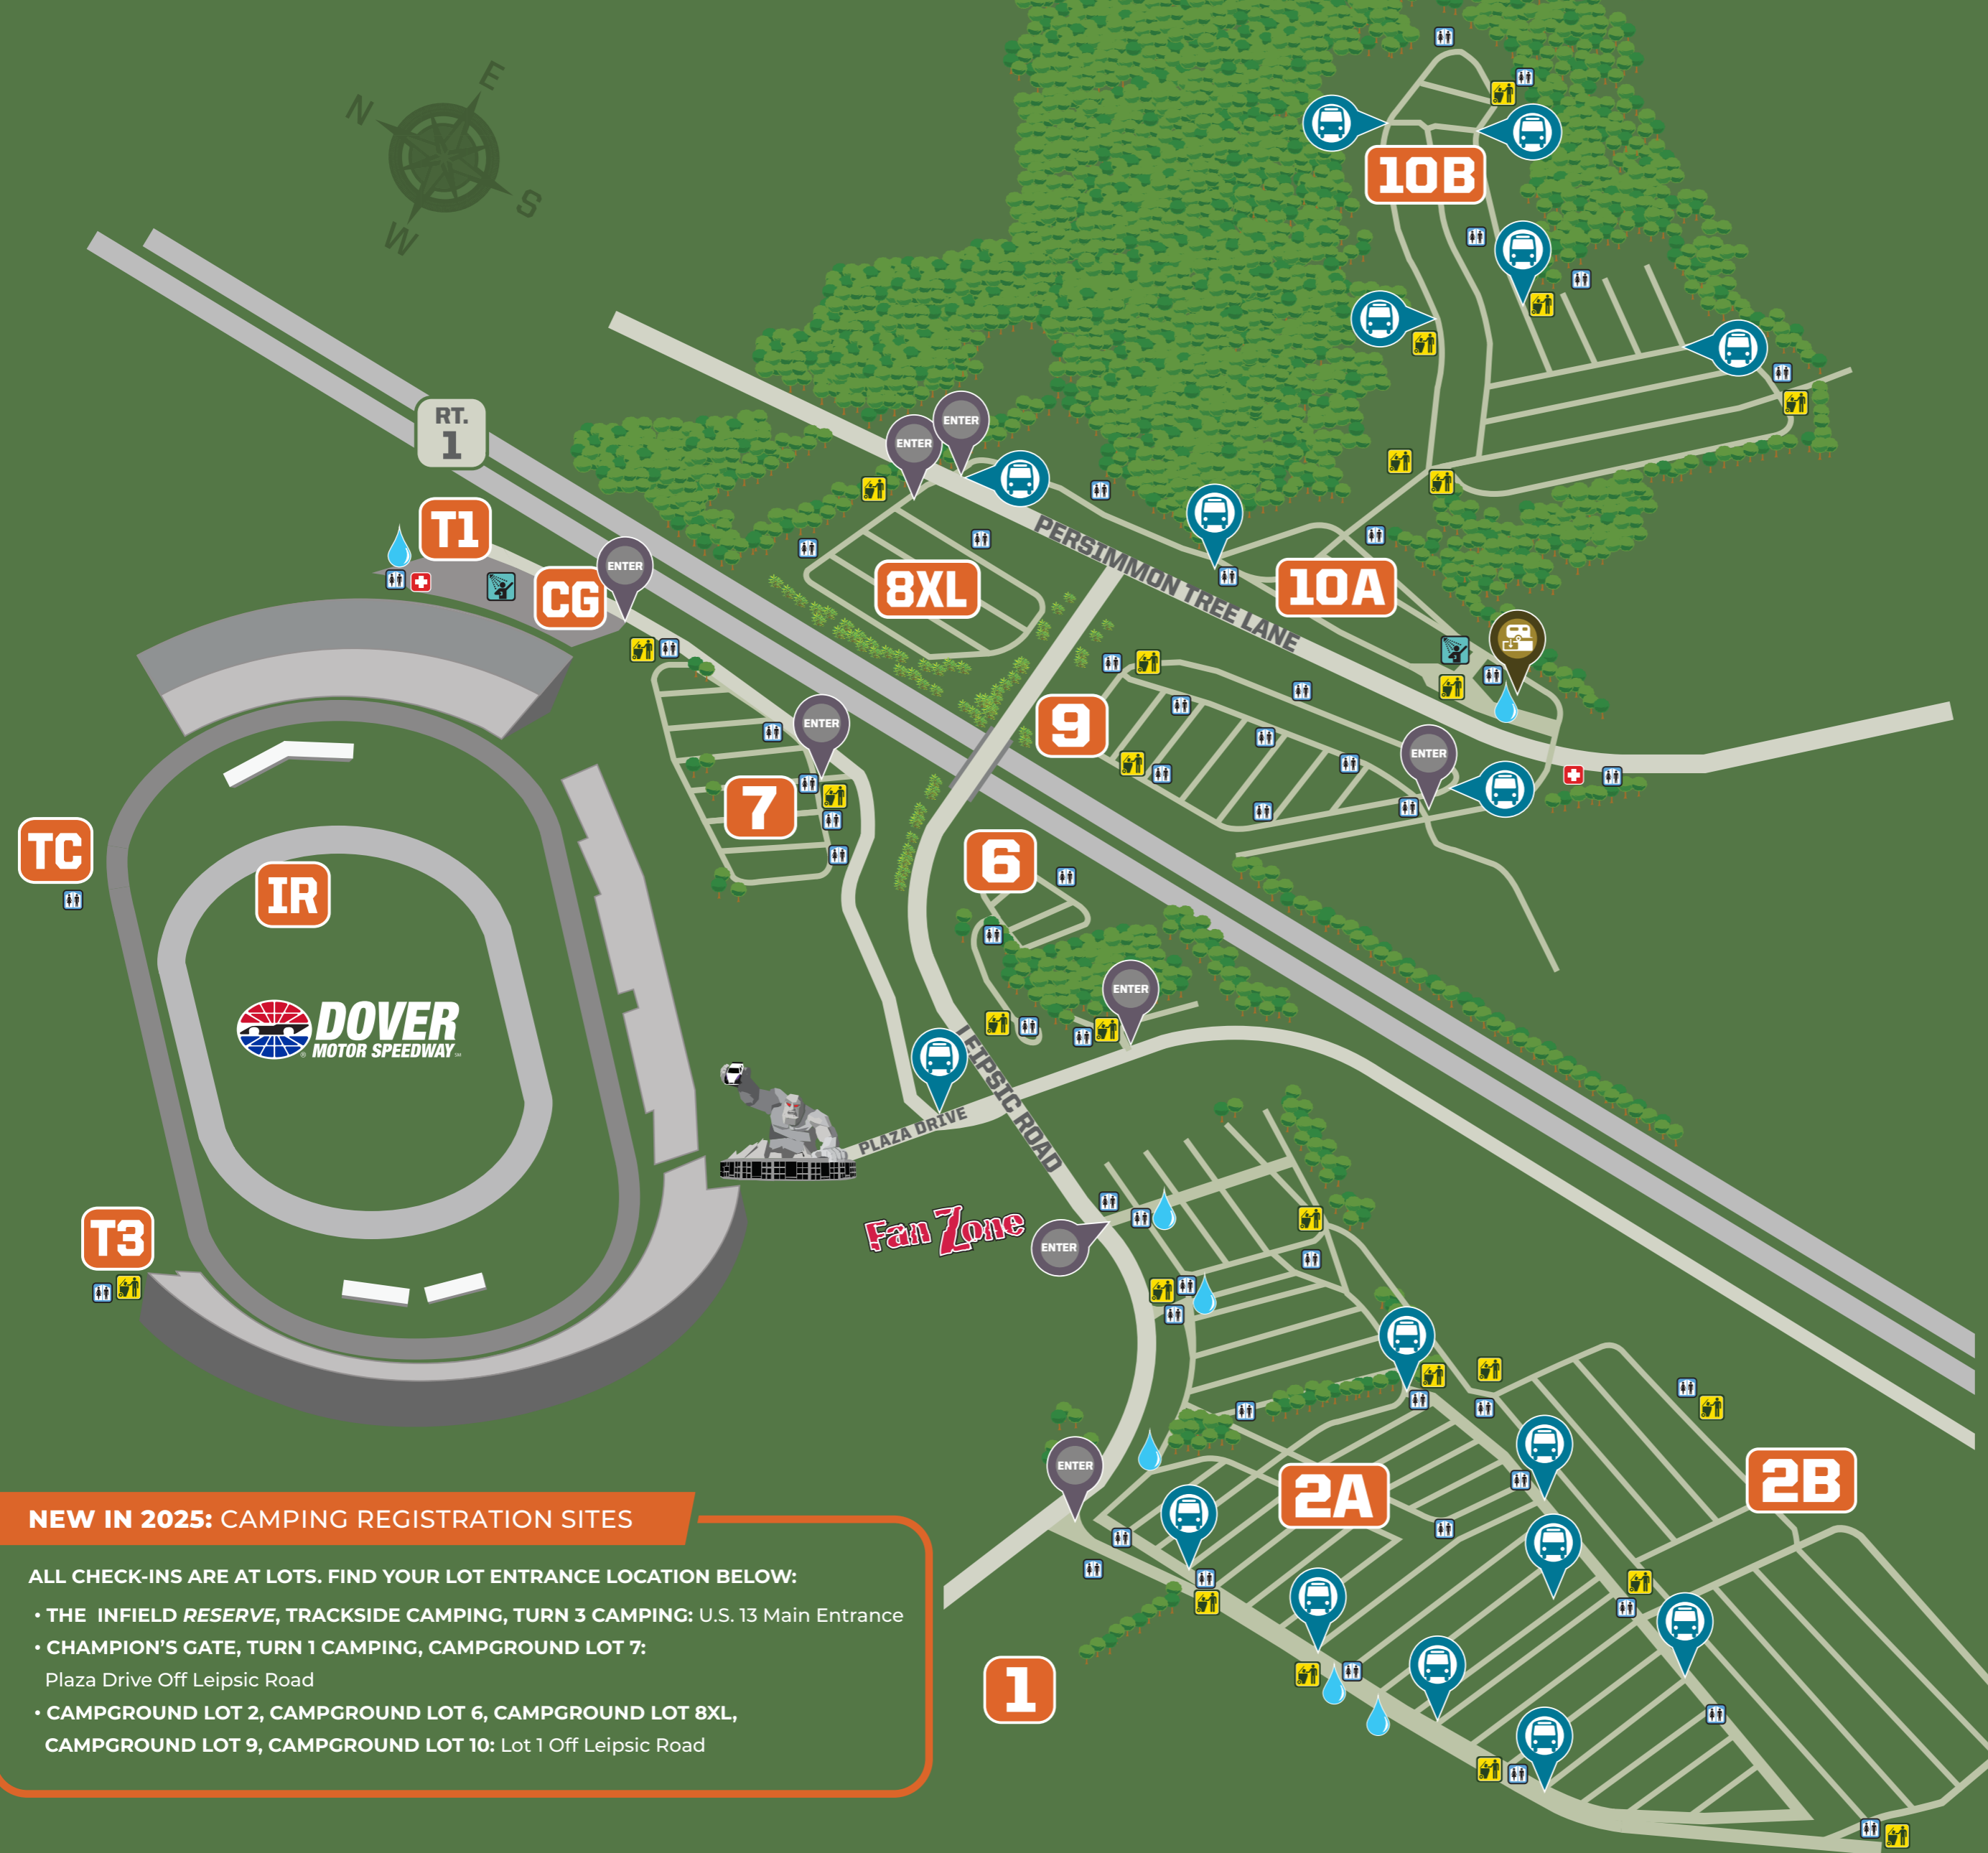 E
N
S
W
10B
RT.
1
ENTER
ENTER
T1
PERSIMMON TREE LANE
ENTER
CG
8XL
10A
9
ENTER
ENTER
7
TC
6
IR
ENTER
DOVER
MOTOR SPEEDWAY
LEIPSIC ROAD
PLAZA DRIVE
Fan Zone
T3
ENTER
ENTER
2A
2B
1
NEW IN 2025: CAMPING REGISTRATION SITES
ALL CHECK-INS ARE AT LOTS. FIND YOUR LOT ENTRANCE LOCATION BELOW:
• THE INFIELD RESERVE, TRACKSIDE CAMPING, TURN 3 CAMPING: U.S. 13 Main Entrance
• CHAMPION'S GATE, TURN 1 CAMPING, CAMPGROUND LOT 7:
Plaza Drive Off Leipsic Road
• CAMPGROUND LOT 2, CAMPGROUND LOT 6, CAMPGROUND LOT 8XL,
CAMPGROUND LOT 9, CAMPGROUND LOT 10: Lot 1 Off Leipsic Road